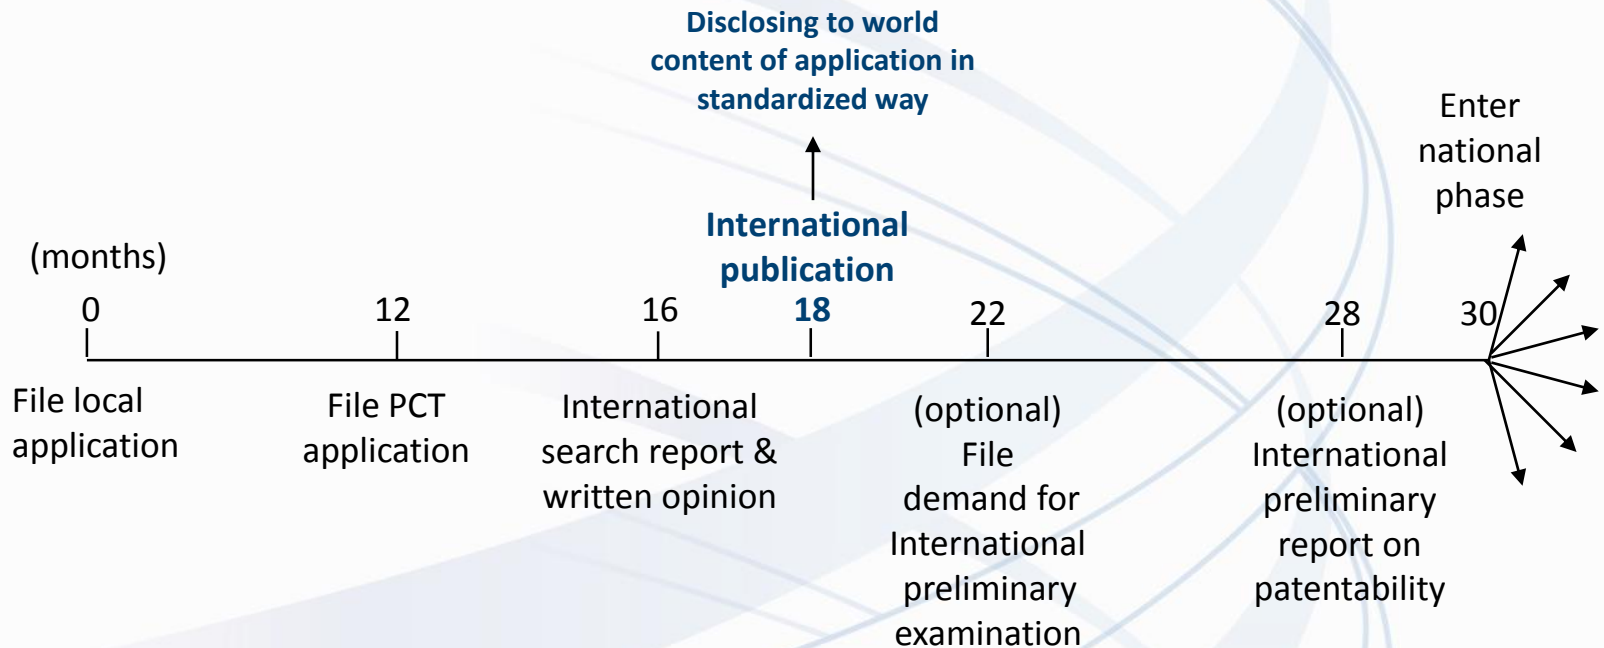 Disclosing to world
content of application in
standardized way
Enter
national
phase
International
publication
(months)
0
12
16
18
22
28
30
File local
application
File PCT
application
International
search report &
written opinion
(optional)
File
demand for
International
preliminary
examination
(optional)
International
preliminary
report on
patentability